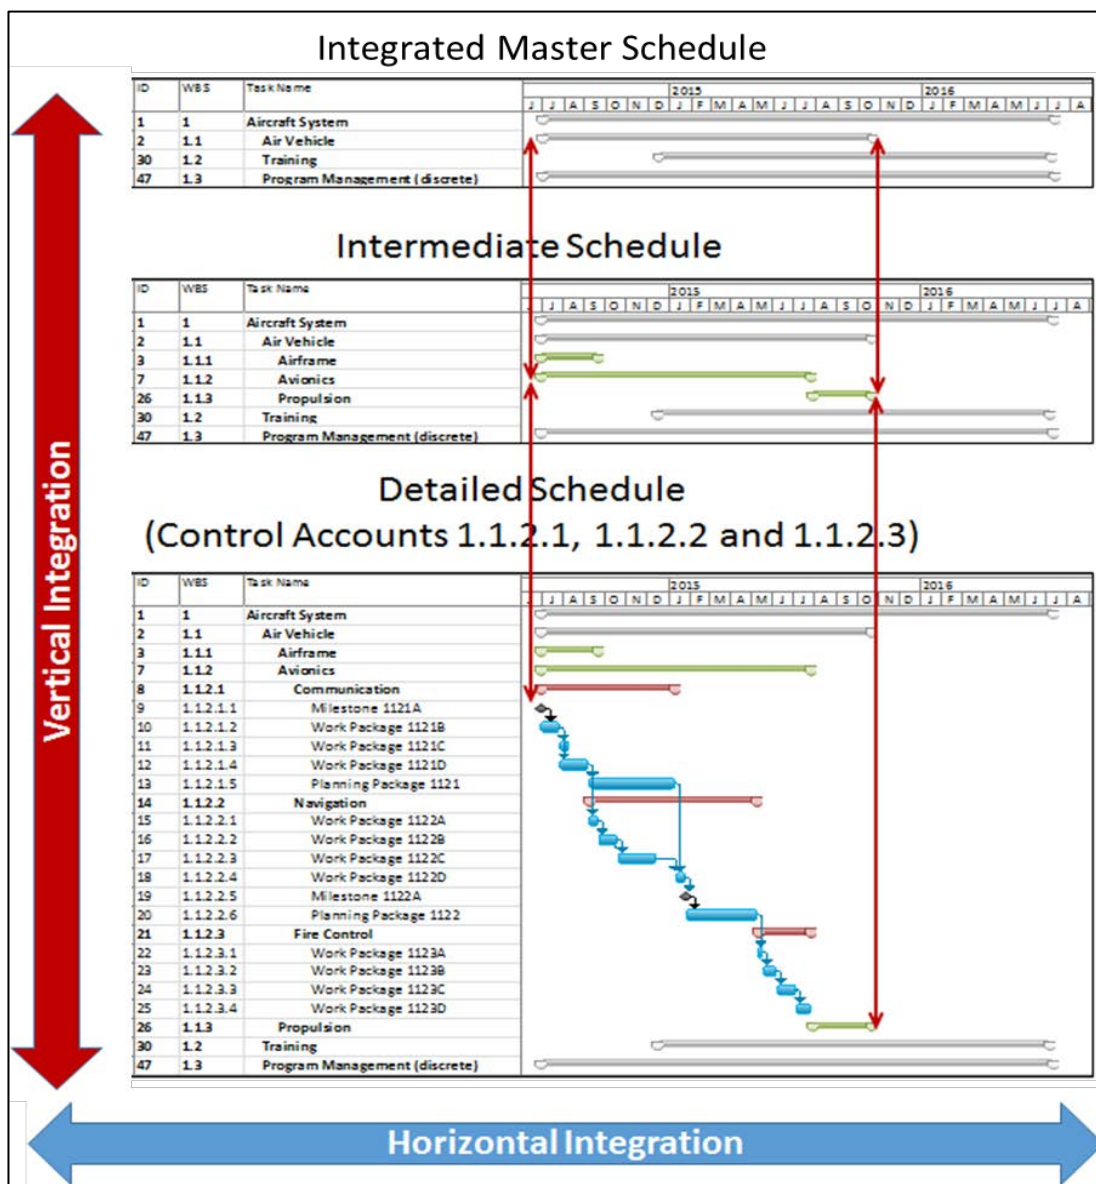 Integrated Master Schedule
ID WBS Task Name 2015 2016
J J A S O N D J F M A M J J A S O N D J F M A M J J A
1 1 Aircraft System
2 1.1 Air Vehicle
30 1.2 Training
47 1.3 Program Management (discrete)
Intermediate Schedule
ID WBS Task Name 2015 2016
J J A S O N D J F M A M J J A S O N D J F M A M J J A
1 1 Aircraft System
2 1.1 Air Vehicle
3 1.1.1 Airframe
7 1.1.2 Avionics
26 1.1.3 Propulsion
30 1.2 Training
47 1.3 Program Management (discrete)
Detailed Schedule
(Control Accounts 1.1.2.1, 1.1.2.2 and 1.1.2.3)
ID WBS Task Name 2015 2016
J J A S O N D J F M A M J J A S O N D J F M A M J J A
1 1 Aircraft System
2 1.1 Air Vehicle
3 1.1.1 Airframe
7 1.1.2 Avionics
8 1.1.2.1 Communication
9 1.1.2.1.1 Milestone 1121A
10 1.1.2.1.2 Work Package 1121B
11 1.1.2.1.3 Work Package 1121C
12 1.1.2.1.4 Work Package 1121D
13 1.1.2.1.5 Planning Package 1121
14 1.1.2.2 Navigation
15 1.1.2.2.1 Work Package 1122A
16 1.1.2.2.2 Work Package 1122B
17 1.1.2.2.3 Work Package 1122C
18 1.1.2.2.4 Work Package 1122D
19 1.1.2.2.5 Milestone 1122A
20 1.1.2.2.6 Planning Package 1122
21 1.1.2.3 Fire Control
22 1.1.2.3.1 Work Package 1123A
23 1.1.2.3.2 Work Package 1123B
24 1.1.2.3.3 Work Package 1123C
25 1.1.2.3.4 Work Package 1123D
26 1.1.3 Propulsion
30 1.2 Training
47 1.3 Program Management (discrete)
Vertical Integration
Horizontal Integration